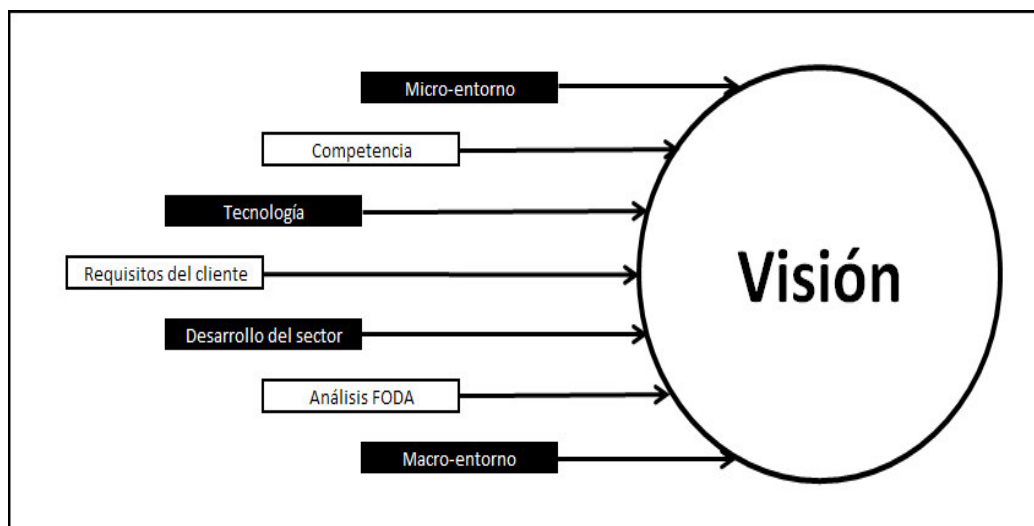 Micro-entorno
Competencia
Tecnología
Requisitos del cliente
Visión
Desarrollo del sector
Análisis FODA
Macro-entorno